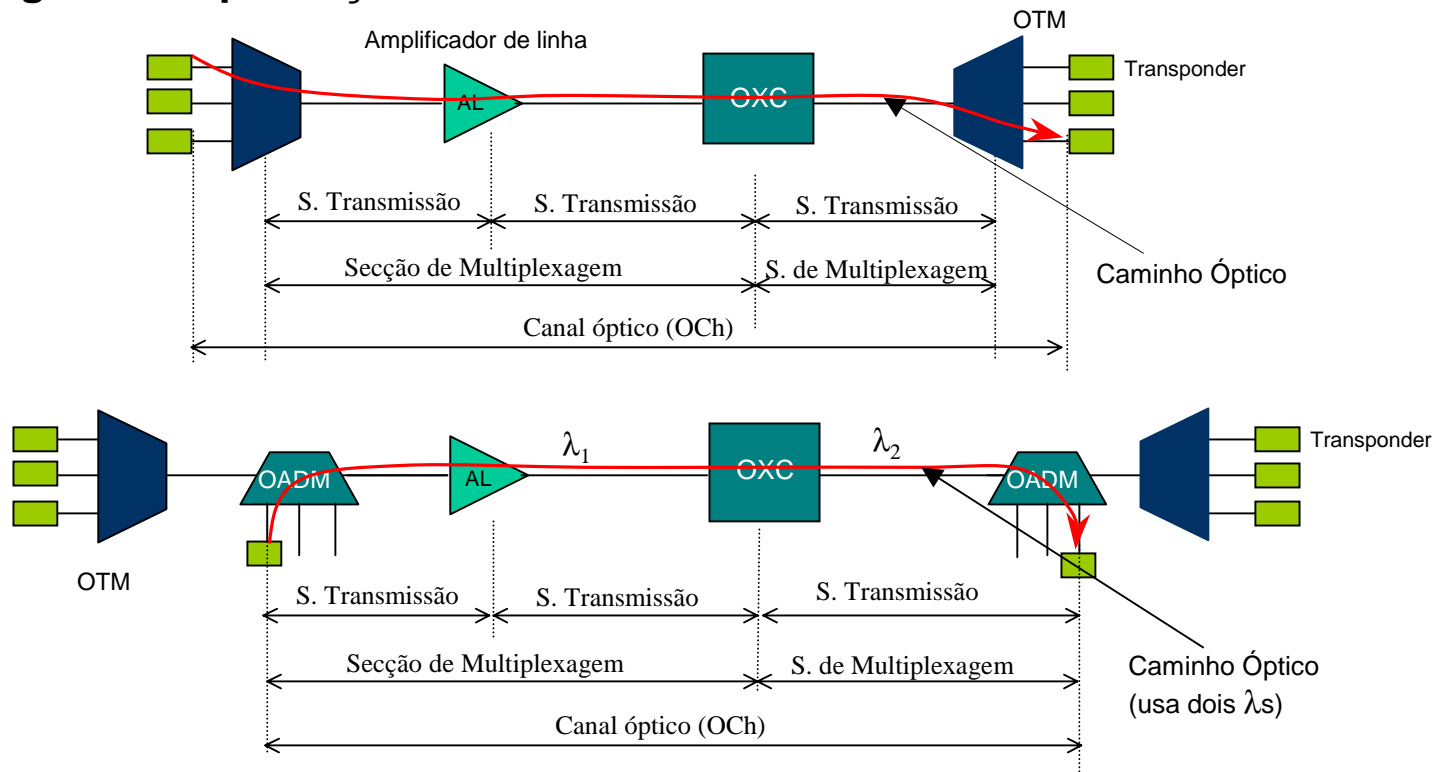 OTM
Amplificador de linha
Transponder
AL
OXC
S. Transmissão
S. Transmissão
S. Transmissão
Secção de Multiplexagem
S. de Multiplexagem
Caminho Óptico
Canal óptico (OCh)
λ1
λ2
Transponder
OADM
AL
OXC
OADM
OTM
S. Transmissão
S. Transmissão
S. Transmissão
Secção de Multiplexagem
S. de Multiplexagem
Caminho Óptico
(usa dois λs)
Canal óptico (OCh)